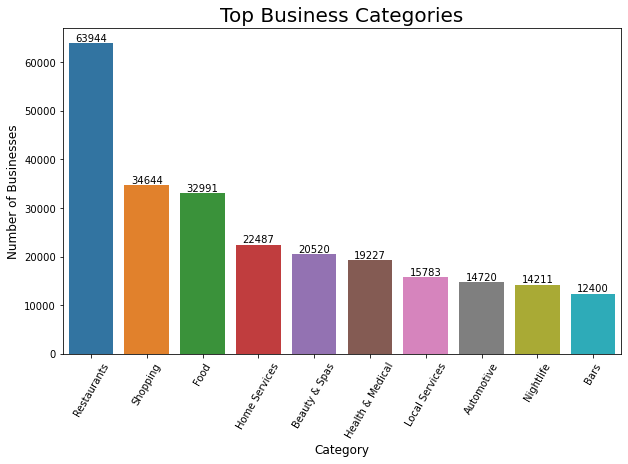 Top Business Categories
Number of Businesses
60000
50000
40000
30000
20000
10000
0
63944
34644
32991
22487
20520
19227
15783
14720
14211
12400
Restaurants
Shopping
Food
Home Services
Beauty & Spas
Health & Medical
Local Services
Automotive
Nightlife
Bars
Category